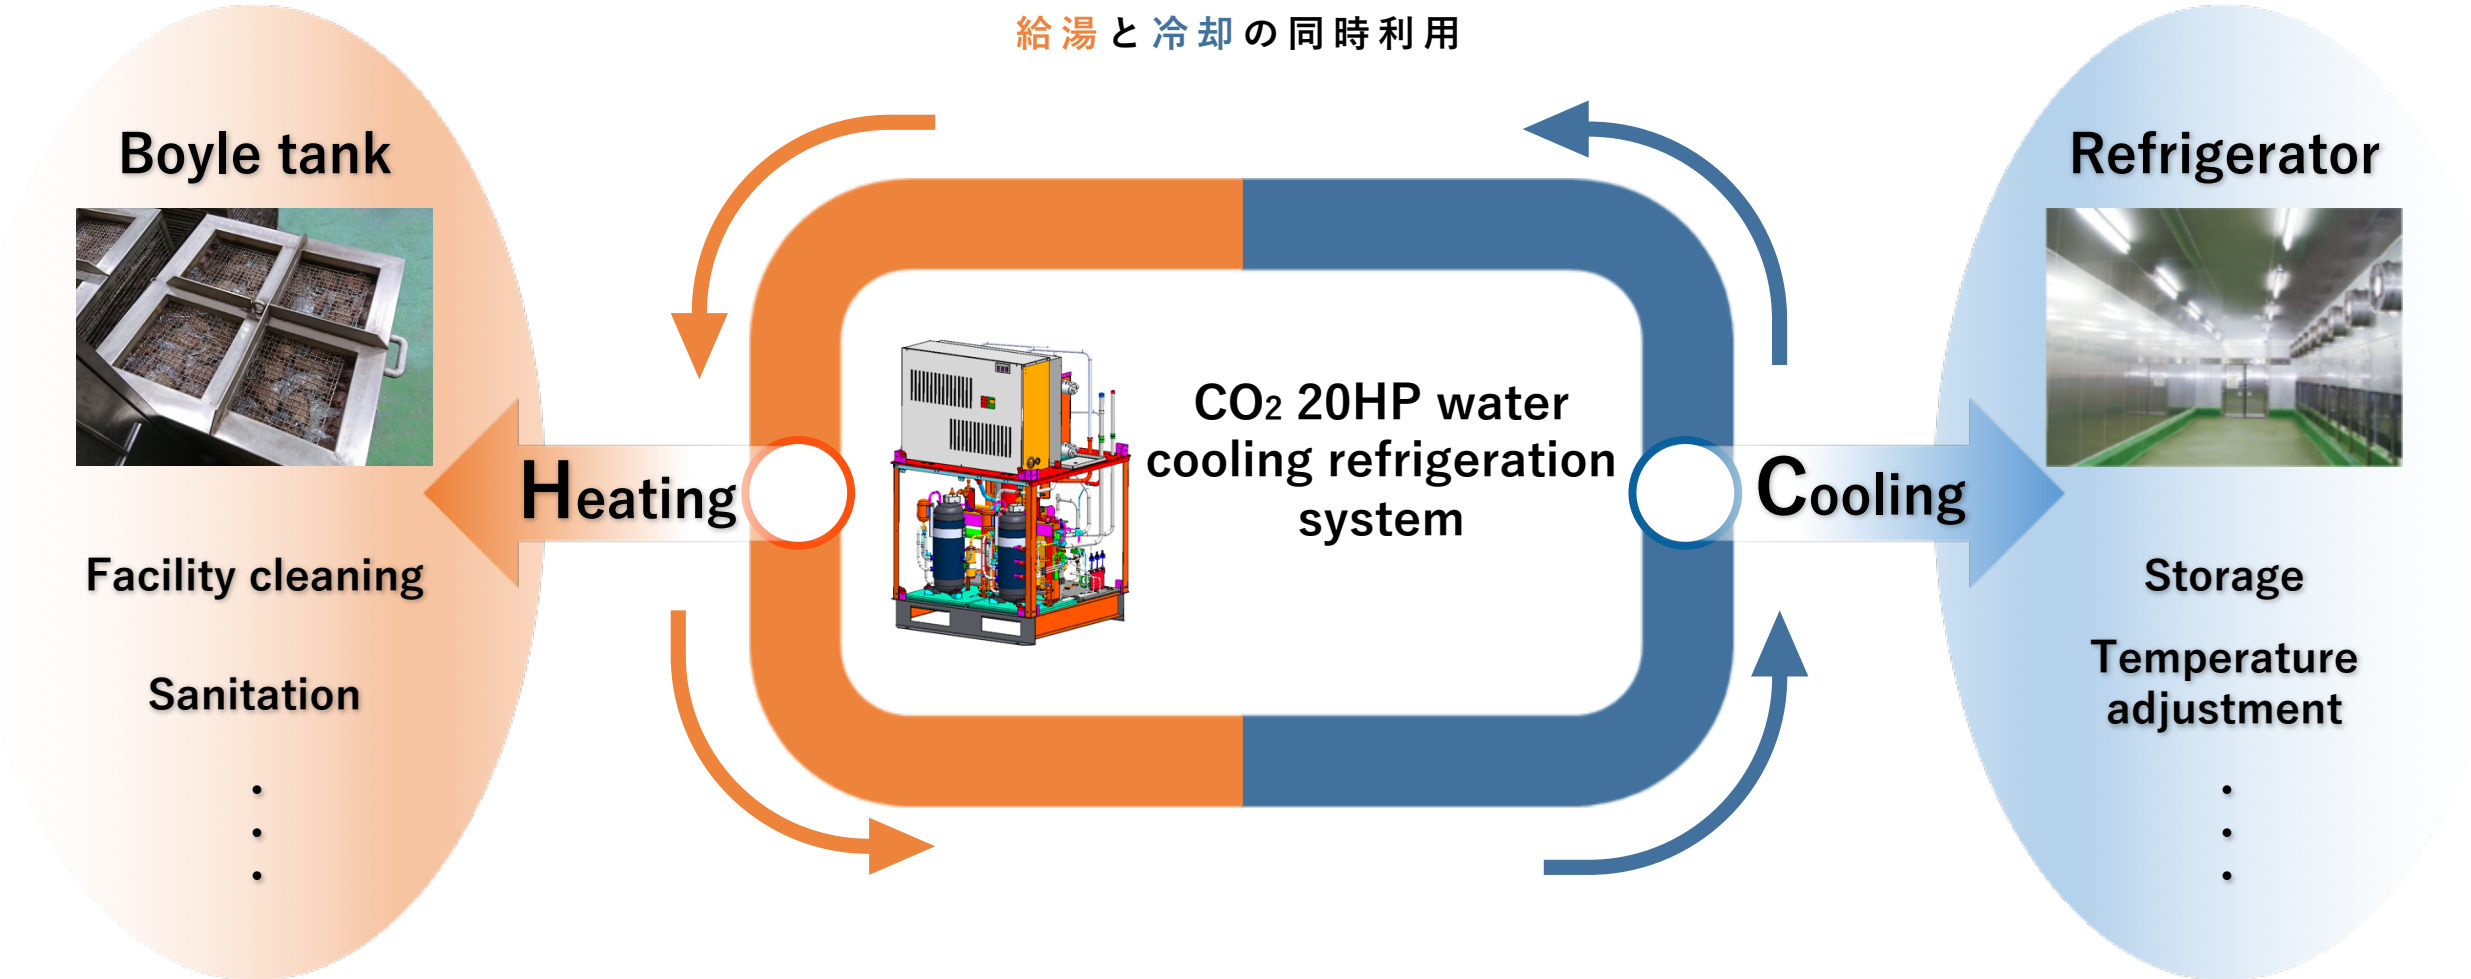 給湯と冷却の同時利用
Boyle tank
Facility cleaning
Sanitation
Heating
CO₂ 20HP water
cooling refrigeration
system
Cooling
Refrigerator
Storage
Temperature
adjustment